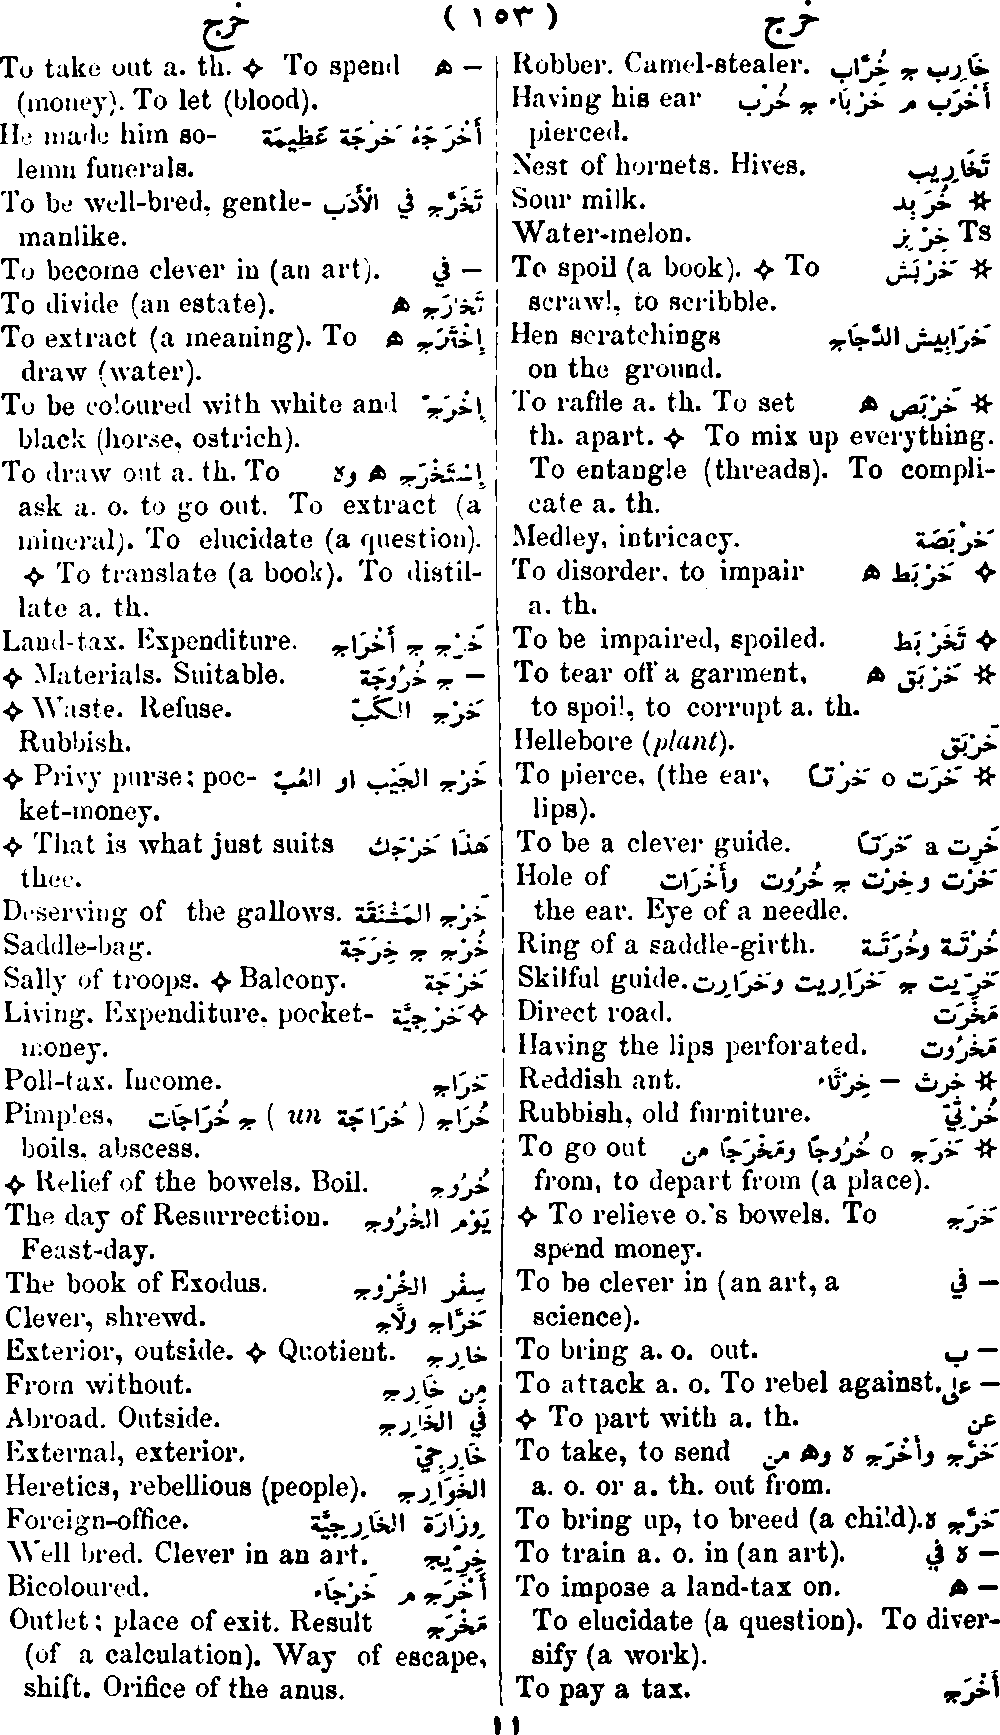 خرج ( ١٥٣ ) خرج
Robber. Camel-stealer. خَارِب ج خُرَّاب
Having his ear أَخْرَب م خَرْبَاء ج خُرْب
pierced.
Nest of hornets. Hives. تَخَارِيب
Sour milk. ✲ خُرَبِد
Water-melon. Ts خِرْبِز
To spoil (a book). ✧ To ✲ خَرْبَش
scrawl, to scribble.
Hen scratchings خَرَابِيش الدَّجَاج
on the ground.
To raffle a. th. To set ✲ خَرْبَص ه
th. apart. ✧ To mix up everything.
To entangle (threads). To compli-
cate a. th.
Medley, intricacy. خَرْبَصَة
To disorder, to impair ✧ خَرْبَط ه
a. th.
To be impaired, spoiled. ✧ تَخَرْبَط
To tear off a garment, ✲ خَرْبَق ه
to spoil, to corrupt a. th.
Hellebore (plant). خَرْبَق
To pierce, (the ear, ✲ خَرَت o خَرْتًا
lips).
To be a clever guide. خَرِت a خَرَتًا
Hole of خَرْت وخُرْت ج خُرُوت وأَخْرَات
the ear. Eye of a needle.
Ring of a saddle-girth. خُرْتَة وخُرَتَة
Skilful guide. خِرِّيت ج خَرَارِيت وخَرَارِت
Direct road. مَخْرَت
Having the lips perforated. مَخْرُوت
Reddish ant. ✲ خرث – خِرْثَاء
Rubbish, old furniture. خُرْثِيّ
To go out ✲ خَرَج o خُرُوجًا ومَخْرَجًا من
from, to depart from (a place).
✧ To relieve o.'s bowels. To خَرَج
spend money.
To be clever in (an art, a – في
science).
To bring a. o. out. – ب
To attack a. o. To rebel against. – على
✧ To part with a. th. عن
To take, to send خَرَّج وأَخْرَج ه وه من
a. o. or a. th. out from.
To bring up, to breed (a child). خَرَّج ه
To train a. o. in (an art). – ه في
To impose a land-tax on. – ه
To elucidate (a question). To diver-
sify (a work).
To pay a tax. أَخْرَج
To take out a. th. ✧ To spend – ه
(money). To let (blood).
He made him so- أَخْرَجَهُ خَرْجَة عَظِيمَة
lemn funerals.
To be well-bred, gentle- تَخَرَّج في الأَدَب
manlike.
To become clever in (an art). – في
To divide (an estate). تَخَارَج ه
To extract (a meaning). To إِخْتَرَج ه
draw (water).
To be coloured with white and إِخْرَجّ
black (horse, ostrich).
To draw out a. th. To إِسْتَخْرَج ه وه
ask a. o. to go out. To extract (a
mineral). To elucidate (a question).
✧ To translate (a book). To distil-
late a. th.
Land-tax. Expenditure. خَرْج ج أَخْرَاج
✧ Materials. Suitable. – ج خُرُوجَة
✧ Waste. Refuse. خَرْج الكَبّ
Rubbish.
✧ Privy purse; poc- خَرْج الجَيْب او العُبّ
ket-money.
✧ That is what just suits هَذَا خَرْجَك
thee.
Deserving of the gallows. خَرْج المَشْنَقَة
Saddle-bag. خُرْج ج خِرَجَة
Sally of troops. ✧ Balcony. خَرْجَة
Living. Expenditure, pocket- ✧ خَرْجِيَّة
money.
Poll-tax. Income. خَرَاج
Pimples, خُرَاج ( un خُرَاجَة ) ج خُرَاجَات
boils, abscess.
✧ Relief of the bowels. Boil. خُرُوج
The day of Resurrection. يَوْم الخُرُوج
Feast-day.
The book of Exodus. سِفْر الخُرُوج
Clever, shrewd. خَرَّاج ولَّاج
Exterior, outside. ✧ Quotient. خَارِج
From without. مِن خَارِج
Abroad. Outside. في الخَارِج
External, exterior. خَارِجِيّ
Heretics, rebellious (people). الخَوَارِج
Foreign-office. وِزَارَة الخَارِجِيَّة
Well bred. Clever in an art. خِرِّيج
Bicoloured. أَخْرَج م خَرْجَاء
Outlet; place of exit. Result مَخْرَج
(of a calculation). Way of escape,
shift. Orifice of the anus.
١١